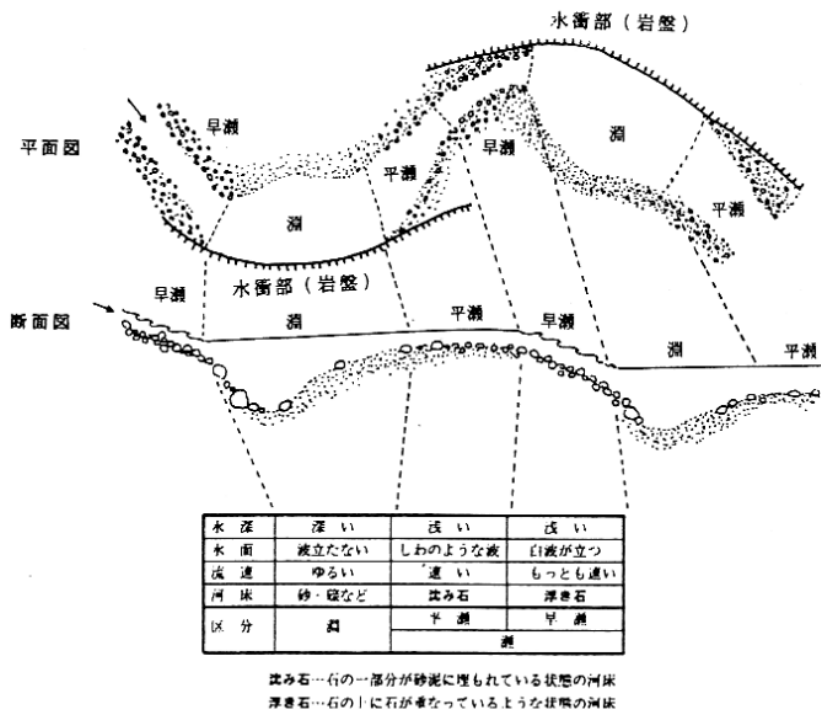 水衝部(岩盤)
早瀬
平面図
淵
早瀬
平瀬
淵
平瀬
水衝部(岩盤)
早瀬
断面図
淵
平瀬
早瀬
淵
平瀬
水深 深い 浅い 浅い
水面 波立たない しわのような波 白波が立つ
流速 ゆるい 速い もっとも速い
河床 砂・礫など 沈み石 浮き石
区分 淵 平瀬 早瀬
瀬
沈み石…石の一部分が砂泥に埋もれている状態の河床
浮き石…石の上に石が重なっているような状態の河床